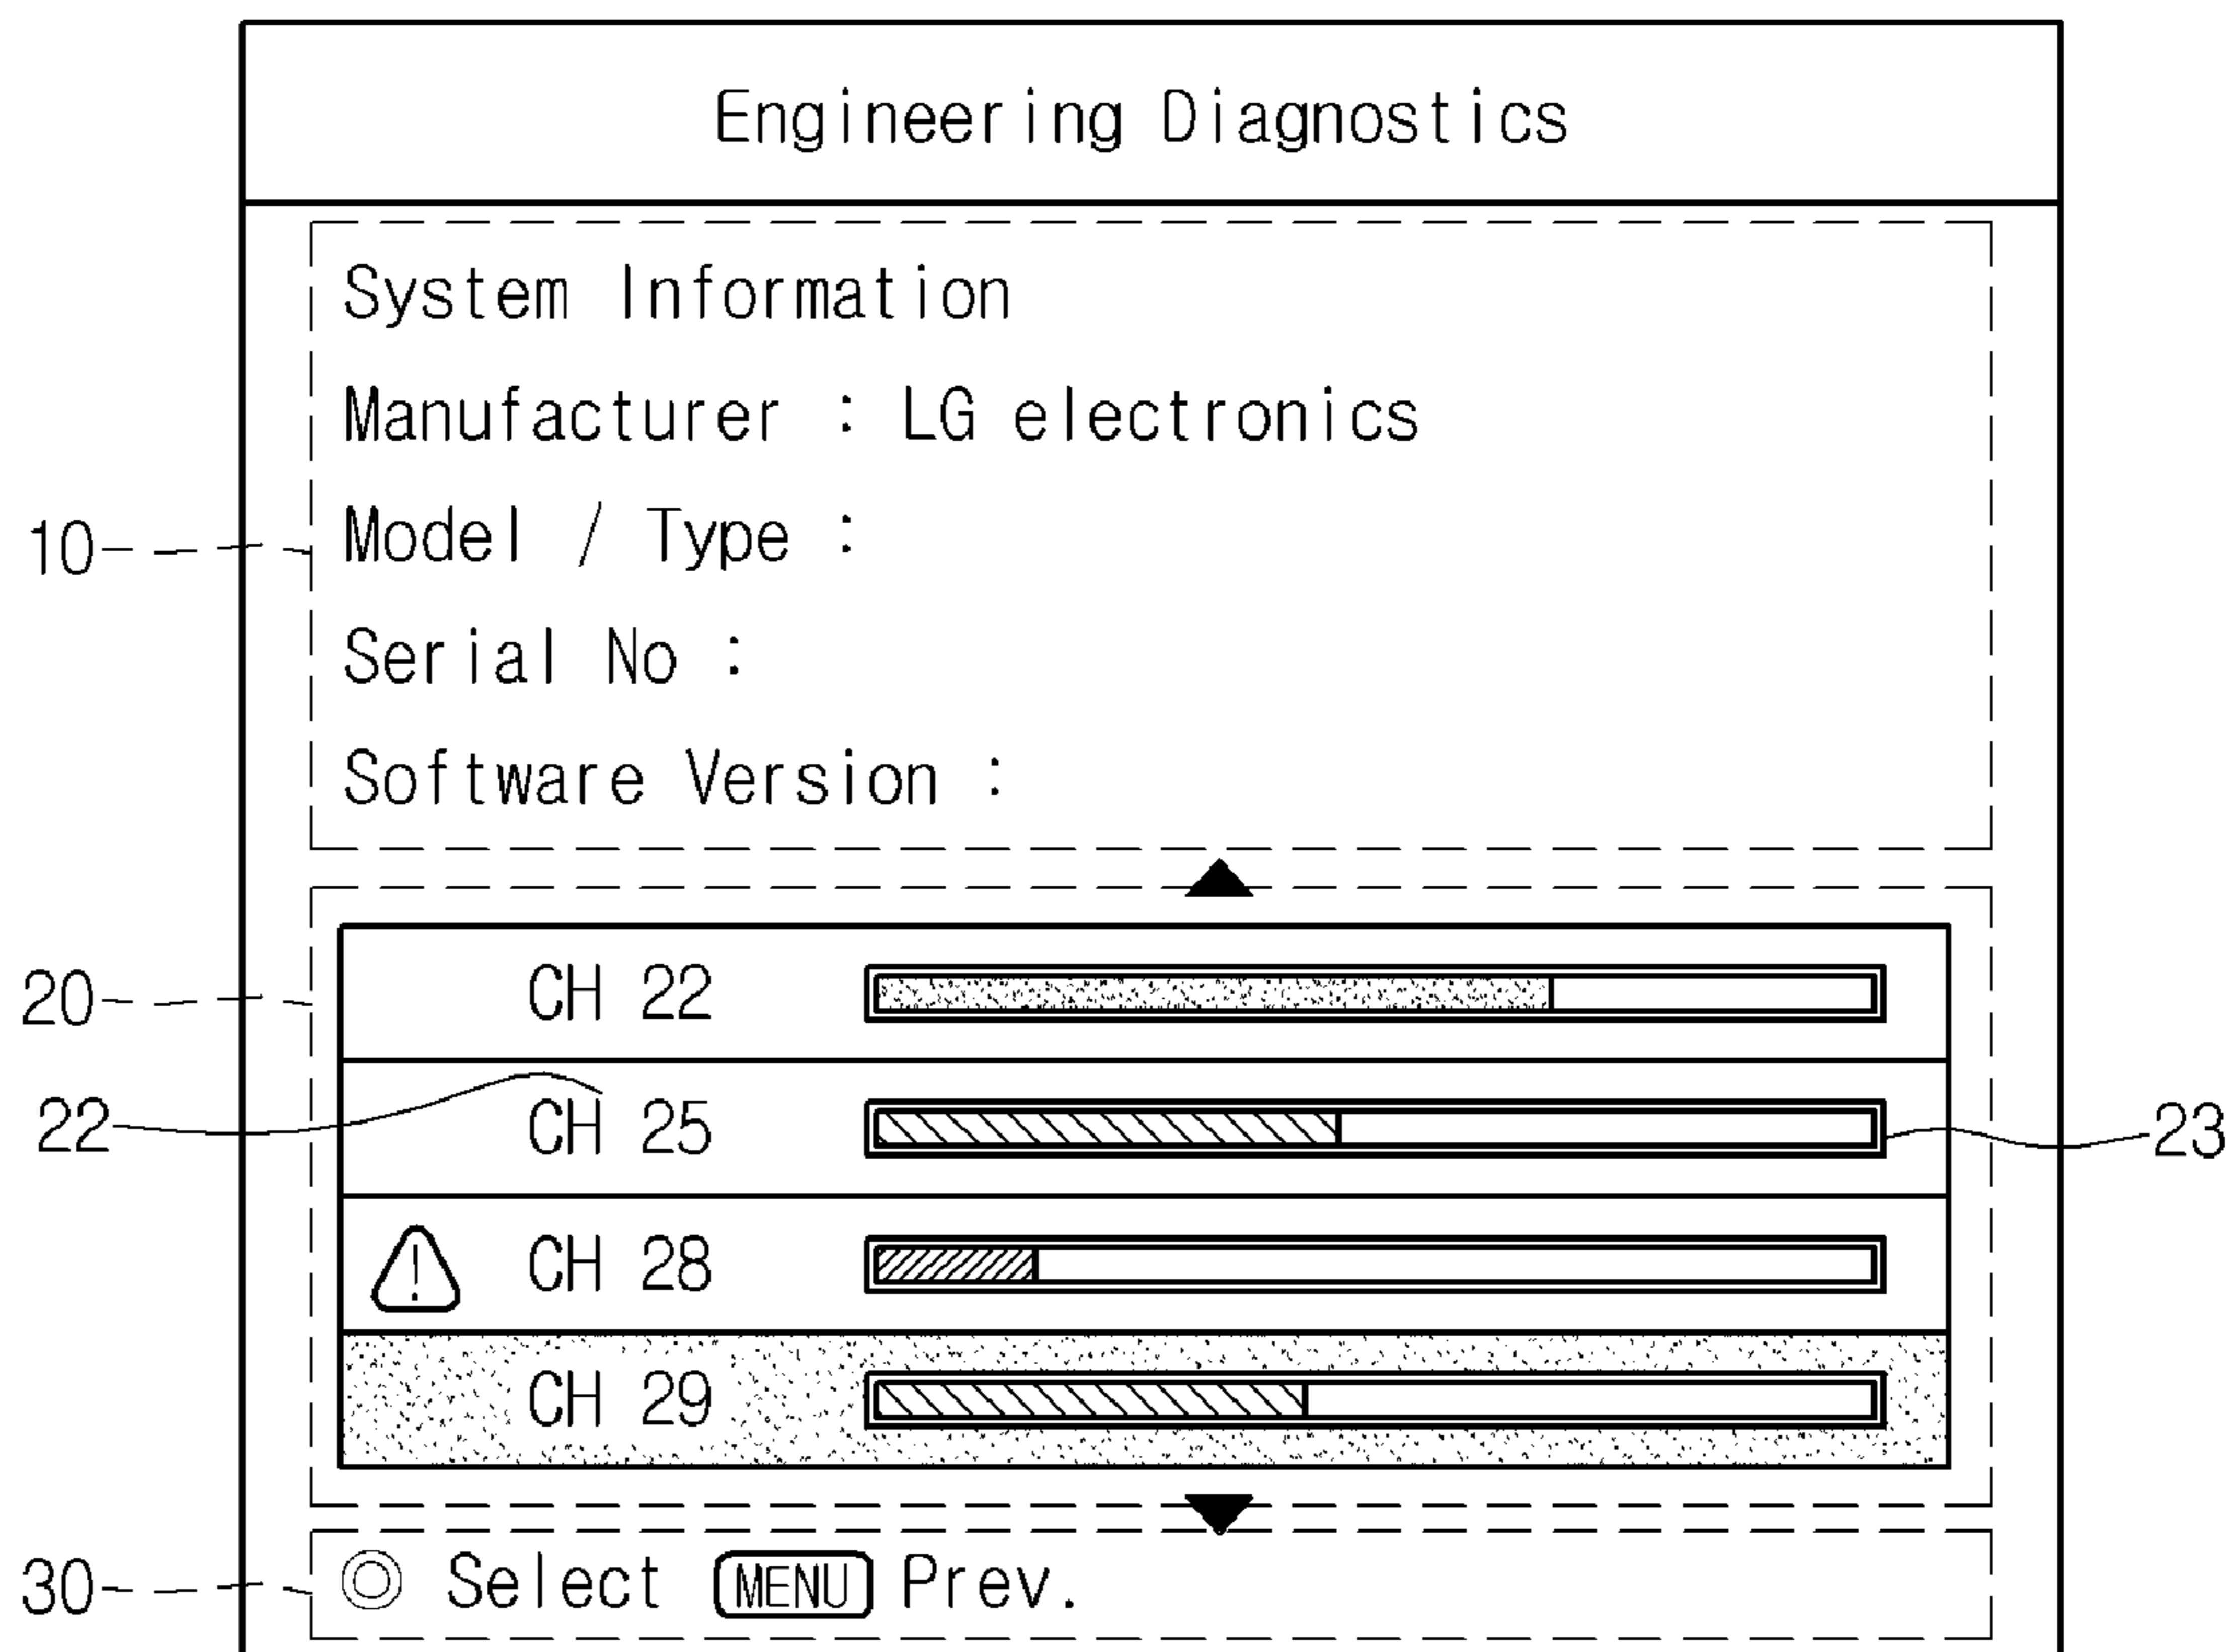 Engineering Diagnostics
System Information
Manufacturer : LG electronics
10
Model / Type :
Serial No :
Software Version :
20
CH 22
22
CH 25
23
CH 28
CH 29
30
Select MENU Prev.